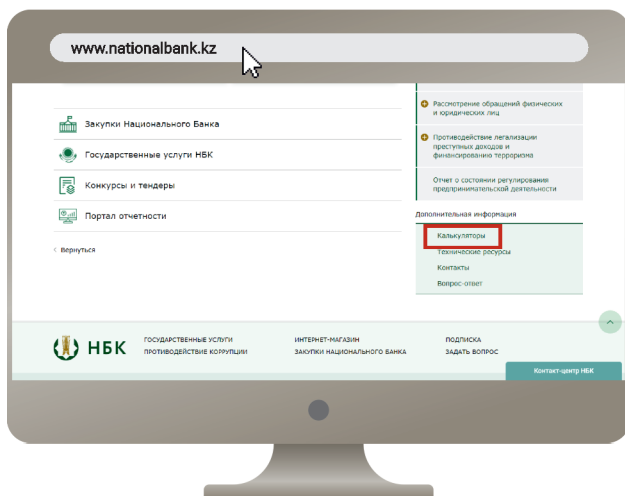 www.nationalbank.kz
Закупки Национального Банка
Государственные услуги НБК
Конкурсы и тендеры
Портал отчетности
‹ Вернуться
Рассмотрение обращений физических
и юридических лиц
Противодействие легализации
преступных доходов и
финансированию терроризма
Отчет о состоянии регулирования
предпринимательской деятельности
Дополнительная информация
Калькуляторы
Технические ресурсы
Контакты
Вопрос-ответ
НБК
ГОСУДАРСТВЕННЫЕ УСЛУГИ
ПРОТИВОДЕЙСТВИЕ КОРРУПЦИИ
ИНТЕРНЕТ-МАГАЗИН
ЗАКУПКИ НАЦИОНАЛЬНОГО БАНКА
ПОДПИСКА
ЗАДАТЬ ВОПРОС
Контакт-центр НБК